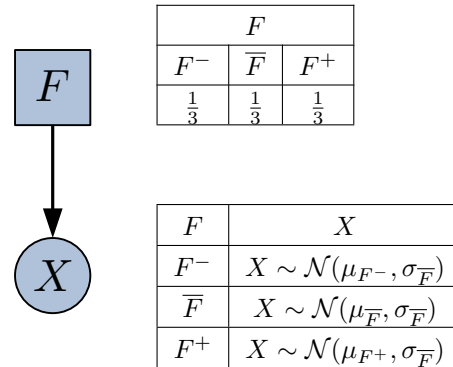 F
F
F⁻ F̅ F⁺
1/3 1/3 1/3
X
F X
F⁻ X ∼ 𝒩(μ_{F⁻}, σ_{F̅})
F̅ X ∼ 𝒩(μ_{F̅}, σ_{F̅})
F⁺ X ∼ 𝒩(μ_{F⁺}, σ_{F̅})